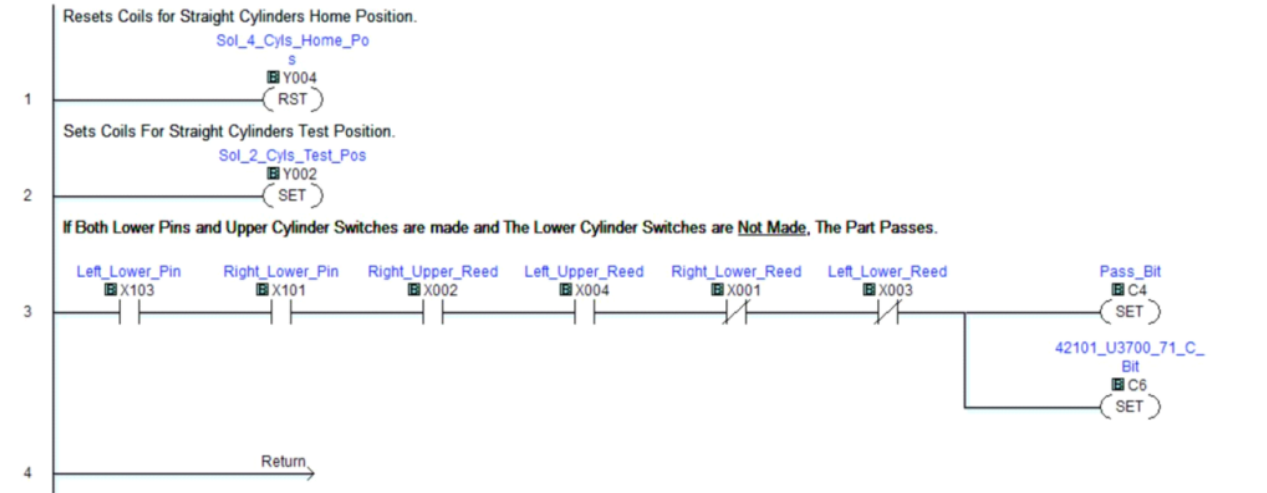 Resets Coils for Straight Cylinders Home Position.
Sol_4_Cyls_Home_Po
s
B Y004
1
RST
Sets Coils For Straight Cylinders Test Position.
Sol_2_Cyls_Test_Pos
B Y002
2
SET
If Both Lower Pins and Upper Cylinder Switches are made and The Lower Cylinder Switches are Not Made, The Part Passes.
Left_Lower_Pin Right_Lower_Pin Right_Upper_Reed Left_Upper_Reed Right_Lower_Reed Left_Lower_Reed Pass_Bit
B X103 B X101 B X002 B X004 B X001 B X003 B C4
3 SET
42101_U3700_71_C_
Bit
B C6
SET
Return
4